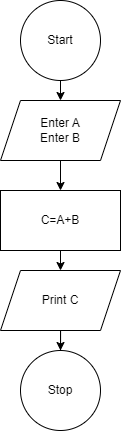 Start
Enter A
Enter B
C=A+B
Print C
Stop